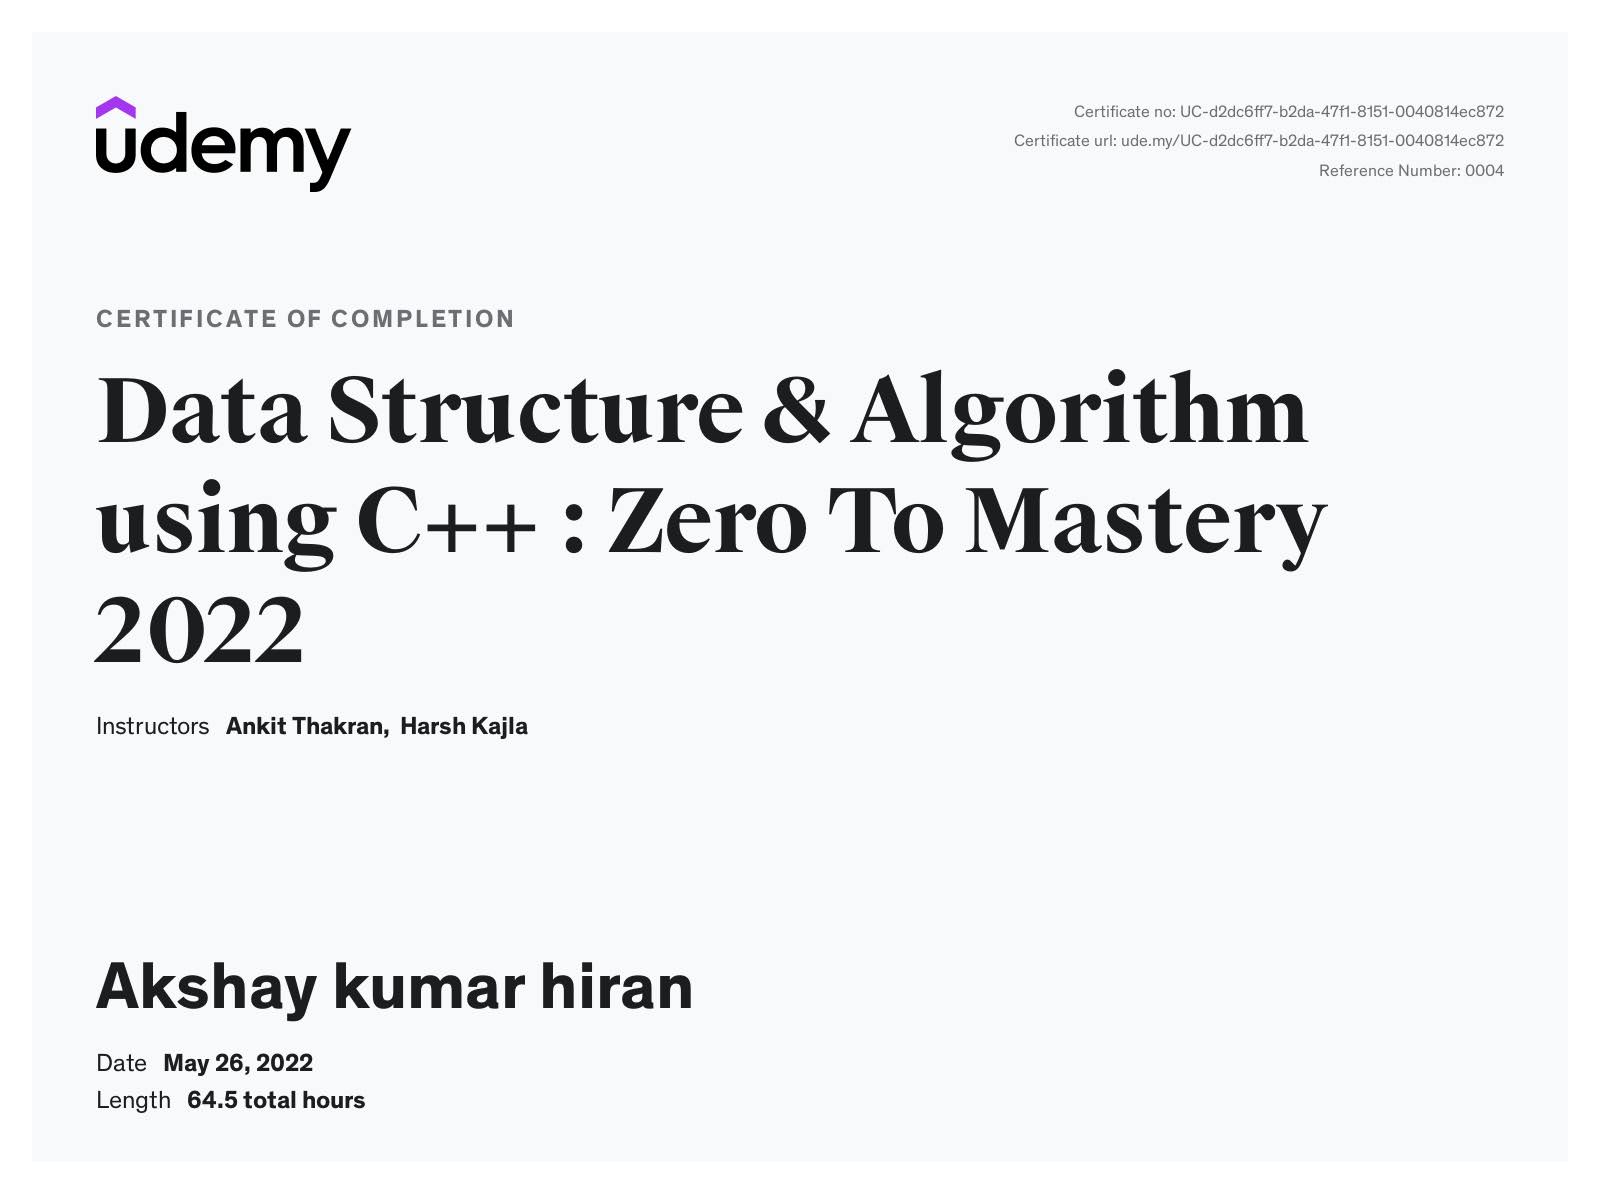 udemy
Certificate no: UC-d2dc6ff7-b2da-47f1-8151-0040814ec872
Certificate url: ude.my/UC-d2dc6ff7-b2da-47f1-8151-0040814ec872
Reference Number: 0004
CERTIFICATE OF COMPLETION
Data Structure & Algorithm
using C++ : Zero To Mastery
2022
Instructors Ankit Thakran, Harsh Kajla
Akshay kumar hiran
Date May 26, 2022
Length 64.5 total hours